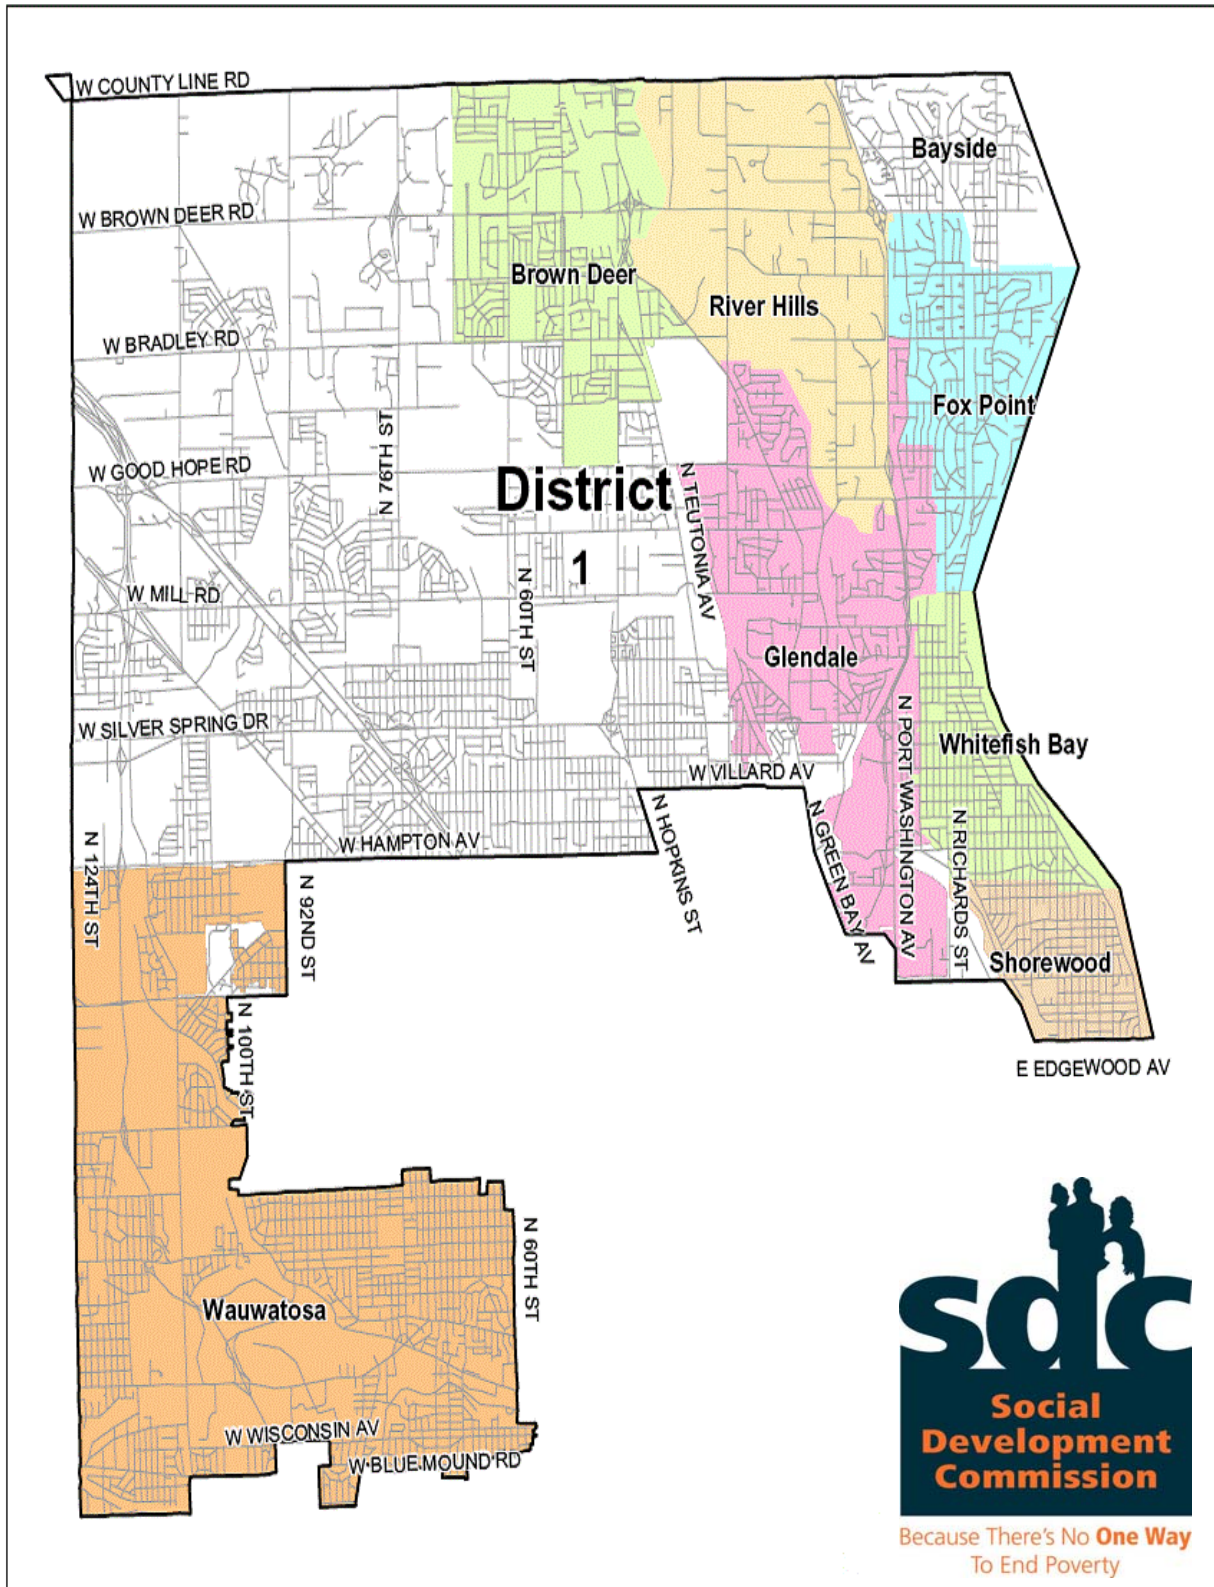 W COUNTY LINE RD
Bayside
W BROWN DEER RD
Brown Deer
River Hills
W BRADLEY RD
Fox Point
N 76TH ST
W GOOD HOPE RD
District
1
N TEUTONIA AV
W MILL RD
N 60TH ST
Glendale
W SILVER SPRING DR
N PORT WASHINGTON AV
Whitefish Bay
W VILLARD AV
N HOPKINS ST
N GREEN BAY AV
N RICHARDS ST
W HAMPTON AV
N 124TH ST
N 92ND ST
Shorewood
N 100TH ST
E EDGEWOOD AV
N 60TH ST
Wauwatosa
W WISCONSIN AV
W BLUE MOUND RD
sdc
Social
Development
Commission
Because There's No One Way
To End Poverty